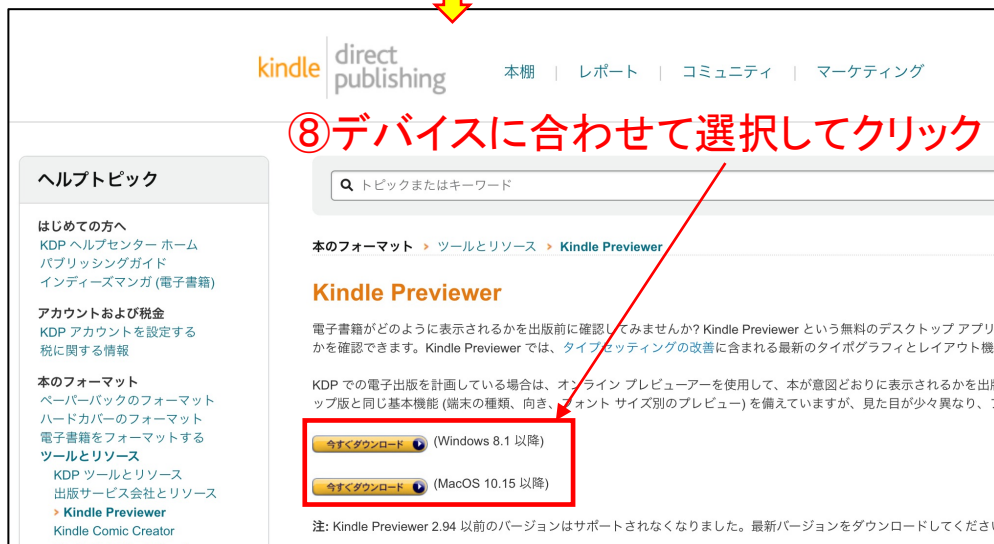 kindle direct publishing
本棚 | レポート | コミュニティ | マーケティング
⑧デバイスに合わせて選択してクリック
ヘルプトピック
はじめての方へ
KDP ヘルプセンター ホーム
パブリッシングガイド
インディーズマンガ (電子書籍)
アカウントおよび税金
KDP アカウントを設定する
税に関する情報
本のフォーマット
ペーパーバックのフォーマット
ハードカバーのフォーマット
電子書籍をフォーマットする
ツールとリソース
KDP ツールとリソース
出版サービス会社とリソース
› Kindle Previewer
Kindle Comic Creator
トピックまたはキーワード
本のフォーマット › ツールとリソース › Kindle Previewer
Kindle Previewer
電子書籍がどのように表示されるかを出版前に確認してみませんか? Kindle Previewer という無料のデスクトップ アプリ
かを確認できます。Kindle Previewer では、タイプセッティングの改善に含まれる最新のタイポグラフィとレイアウト機
KDP での電子出版を計画している場合は、オンライン プレビューアーを使用して、本が意図どおりに表示されるかを出
ップ版と同じ基本機能 (端末の種類、向き、フォント サイズ別のプレビュー) を備えていますが、見た目が少々異なり、
今すぐダウンロード (Windows 8.1 以降)
今すぐダウンロード (MacOS 10.15 以降)
注: Kindle Previewer 2.94 以前のバージョンはサポートされなくなりました。最新バージョンをダウンロードしてくださ